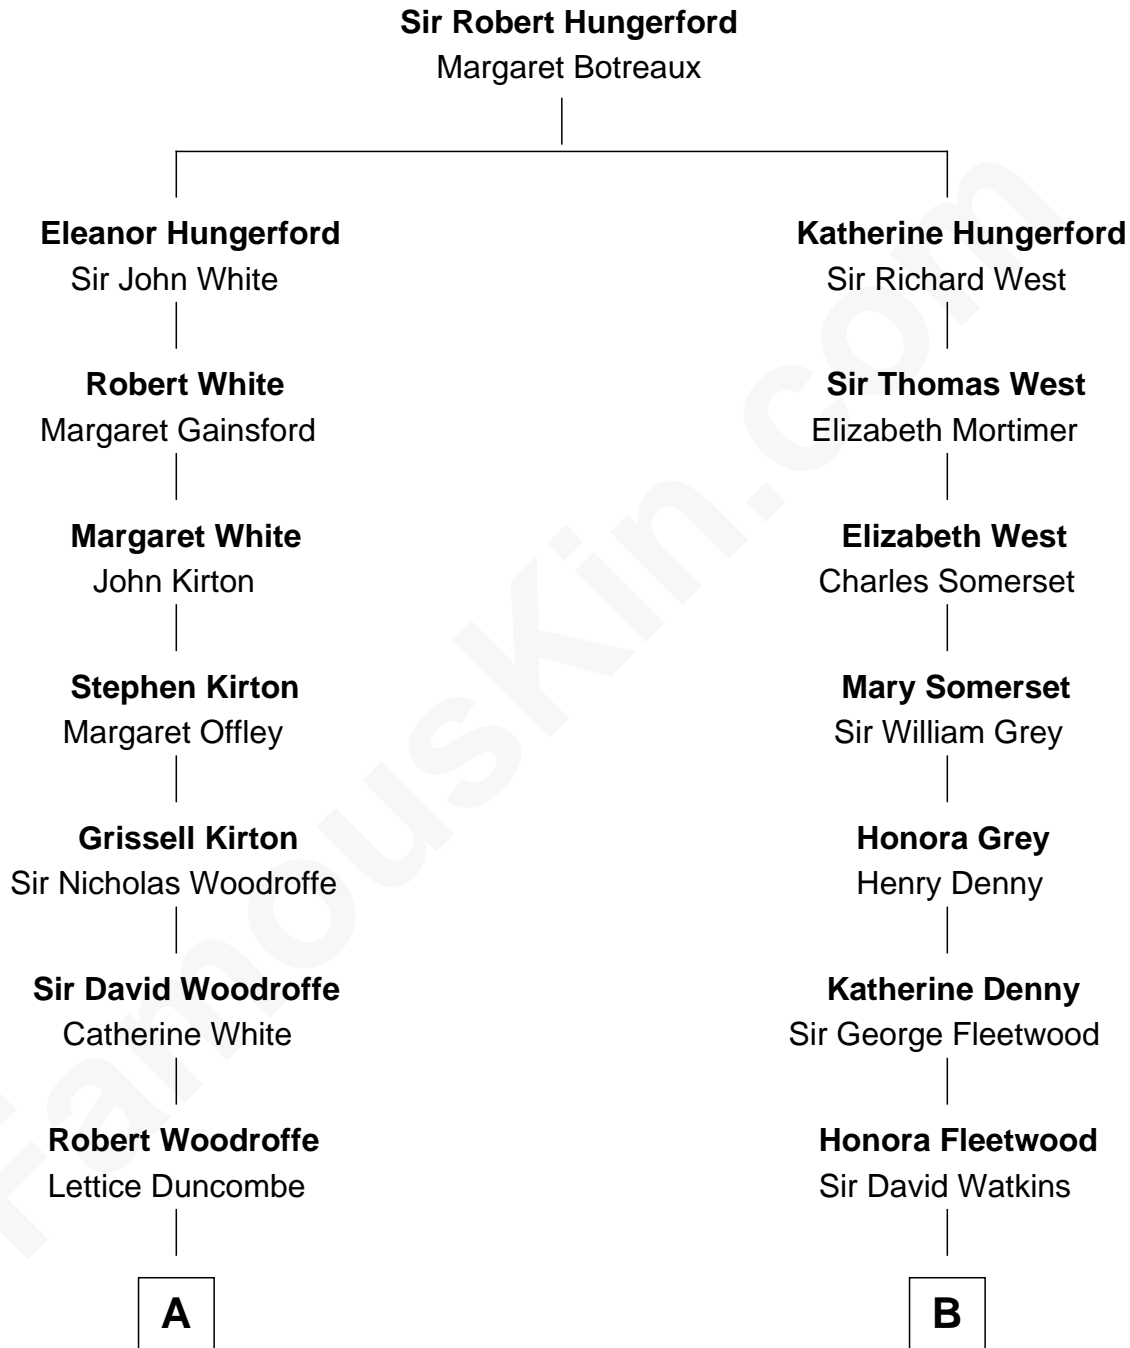 Sir Robert Hungerford
Margaret Botreaux
Eleanor Hungerford
Sir John White
Katherine Hungerford
Sir Richard West
Robert White
Margaret Gainsford
Sir Thomas West
Elizabeth Mortimer
Margaret White
John Kirton
Elizabeth West
Charles Somerset
Stephen Kirton
Margaret Offley
Mary Somerset
Sir William Grey
Grissell Kirton
Sir Nicholas Woodroffe
Honora Grey
Henry Denny
Sir David Woodroffe
Catherine White
Katherine Denny
Sir George Fleetwood
Robert Woodroffe
Lettice Duncombe
Honora Fleetwood
Sir David Watkins
A
B
FamousKin.com